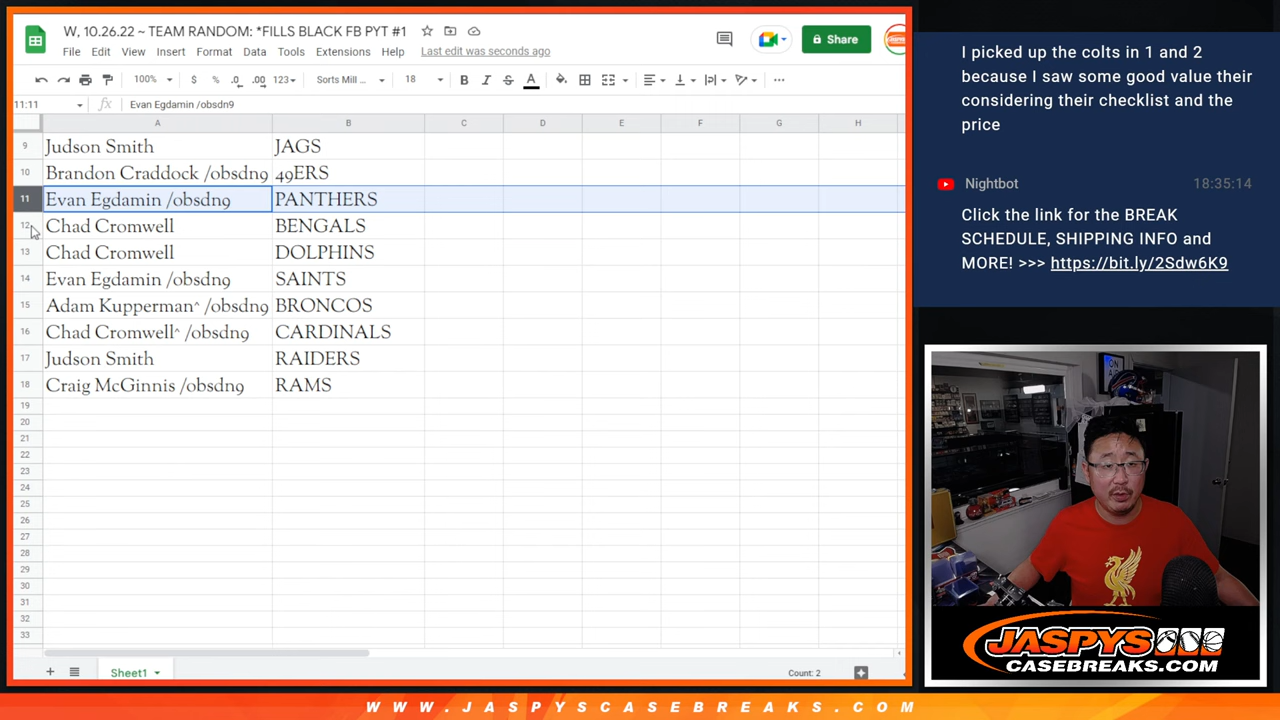 W, 10.26.22 ~ TEAM RANDOM: *FILLS BLACK FB PYT #1
File Edit View Insert Format Data Tools Extensions Help Last edit was seconds ago
Share
100% $ % .0 .00 123 Sorts Mill ... 18 B I S A
11:11 fx Evan Egdamin /obsdn9
A B C D E F G H
9 Judson Smith JAGS
10 Brandon Craddock /obsdn9 49ERS
11 Evan Egdamin /obsdn9 PANTHERS
12 Chad Cromwell BENGALS
13 Chad Cromwell DOLPHINS
14 Evan Egdamin /obsdn9 SAINTS
15 Adam Kupperman^ /obsdn9 BRONCOS
16 Chad Cromwell^ /obsdn9 CARDINALS
17 Judson Smith RAIDERS
18 Craig McGinnis /obsdn9 RAMS
19
20
21
22
23
24
25
26
27
28
29
30
31
32
33
Sheet1
Count: 2
I picked up the colts in 1 and 2
because I saw some good value their
considering their checklist and the
price
Nightbot 18:35:14
Click the link for the BREAK
SCHEDULE, SHIPPING INFO and
MORE! >>> https://bit.ly/2Sdw6K9
ON
JASPYS
CASEBREAKS.COM
WWW.JASPYSCASEBREAKS.COM